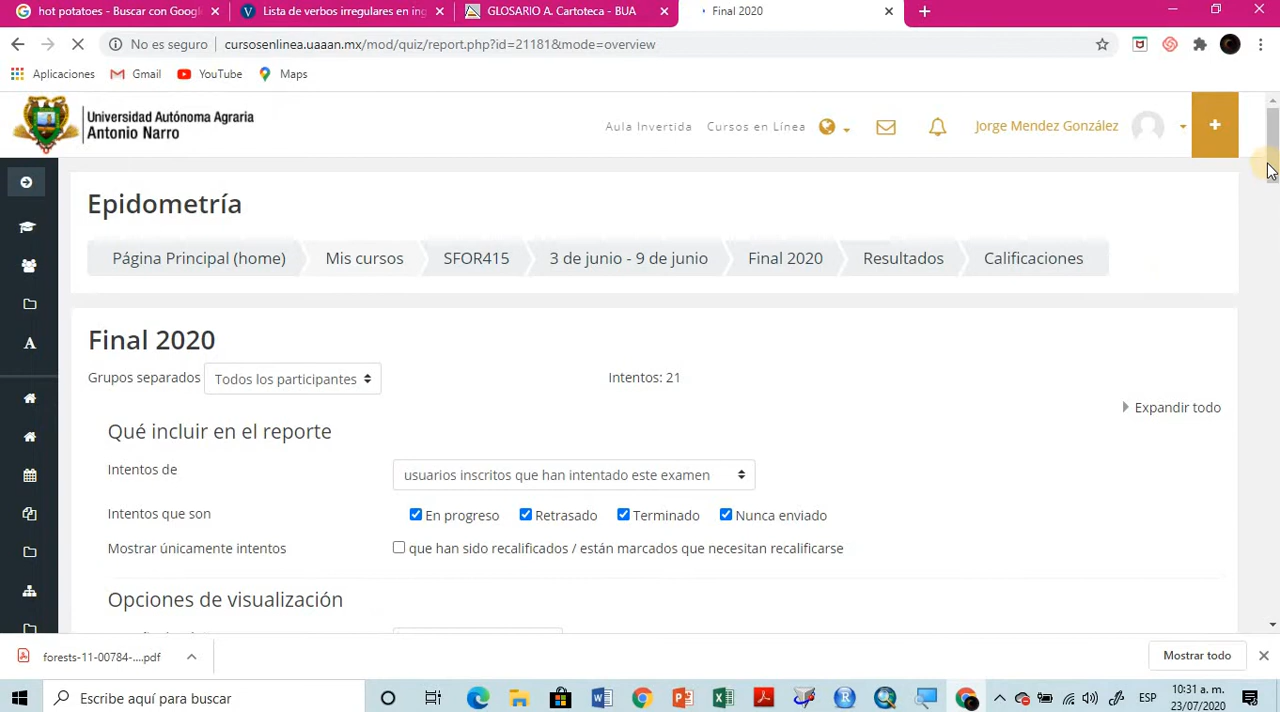 hot potatoes - Buscar con Googl
Lista de verbos irregulares en ing
GLOSARIO A. Cartoteca - BUA
Final 2020
No es seguro cursosenlinea.uaaan.mx/mod/quiz/report.php?id=21181&mode=overview
Aplicaciones Gmail YouTube Maps
Universidad Autónoma Agraria
Antonio Narro
Aula Invertida Cursos en Línea Jorge Mendez González
Epidometría
Página Principal (home) Mis cursos SFOR415 3 de junio - 9 de junio Final 2020 Resultados Calificaciones
Final 2020
Grupos separados Todos los participantes Intentos: 21
Expandir todo
Qué incluir en el reporte
Intentos de usuarios inscritos que han intentado este examen
Intentos que son En progreso Retrasado Terminado Nunca enviado
Mostrar únicamente intentos que han sido recalificados / están marcados que necesitan recalificarse
Opciones de visualización
forests-11-00784-....pdf Mostrar todo
Escribe aquí para buscar
ESP
10:31 a. m.
23/07/2020